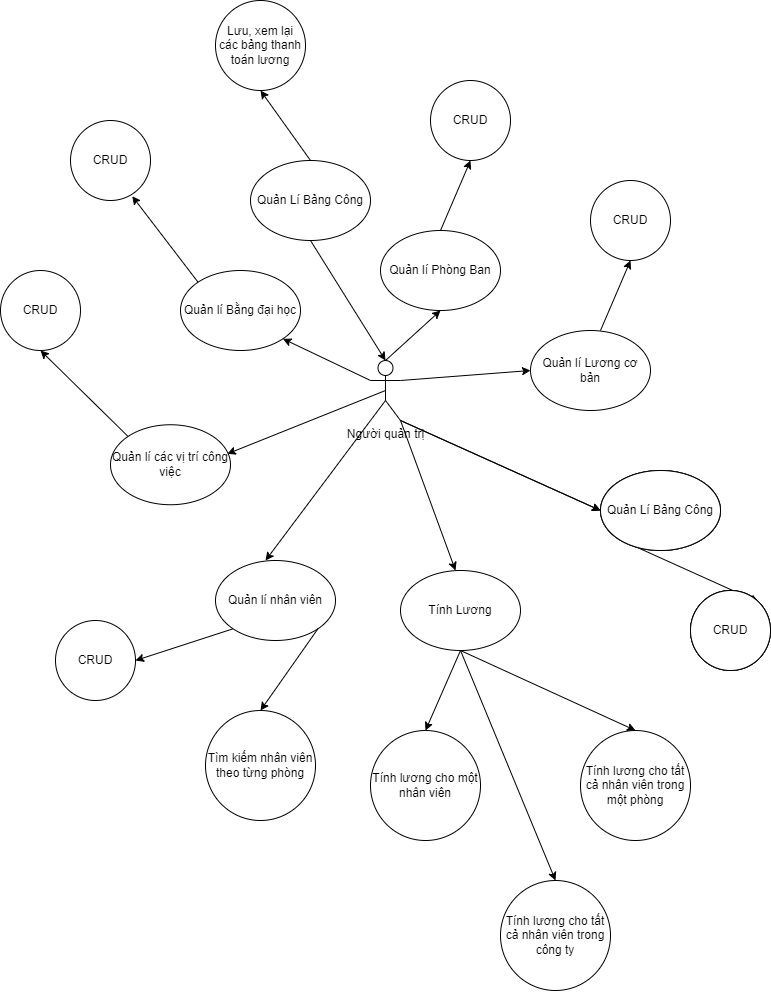 Lưu, xem lại
các bảng thanh
toán lương
CRUD
CRUD
Quản Lí Bảng Công
CRUD
Quản lí Phòng Ban
CRUD
Quản lí Bằng đại học
Quản lí Lương cơ
bản
Người quản trị
Quản lí các vị trí công
việc
Quản Lí Bảng Công
Quản lí nhân viên
Tính Lương
CRUD
CRUD
Tìm kiếm nhân viên
theo từng phòng
Tính lương cho một
nhân viên
Tính lương cho tất
cả nhân viên trong
một phòng
Tính lương cho tất
cả nhân viên trong
công ty